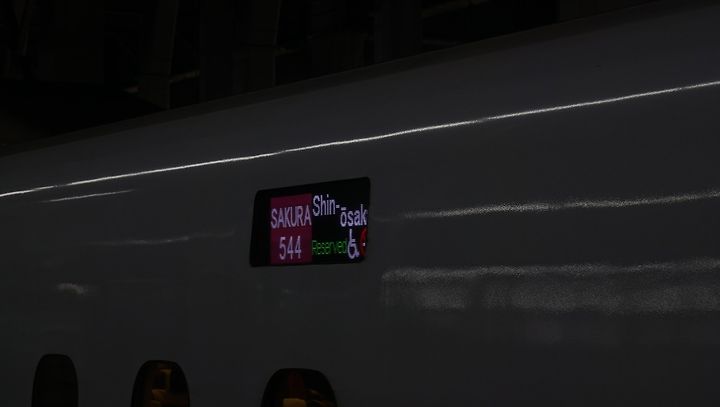 SAKURA
544
Shin-
ōsak
Reserved